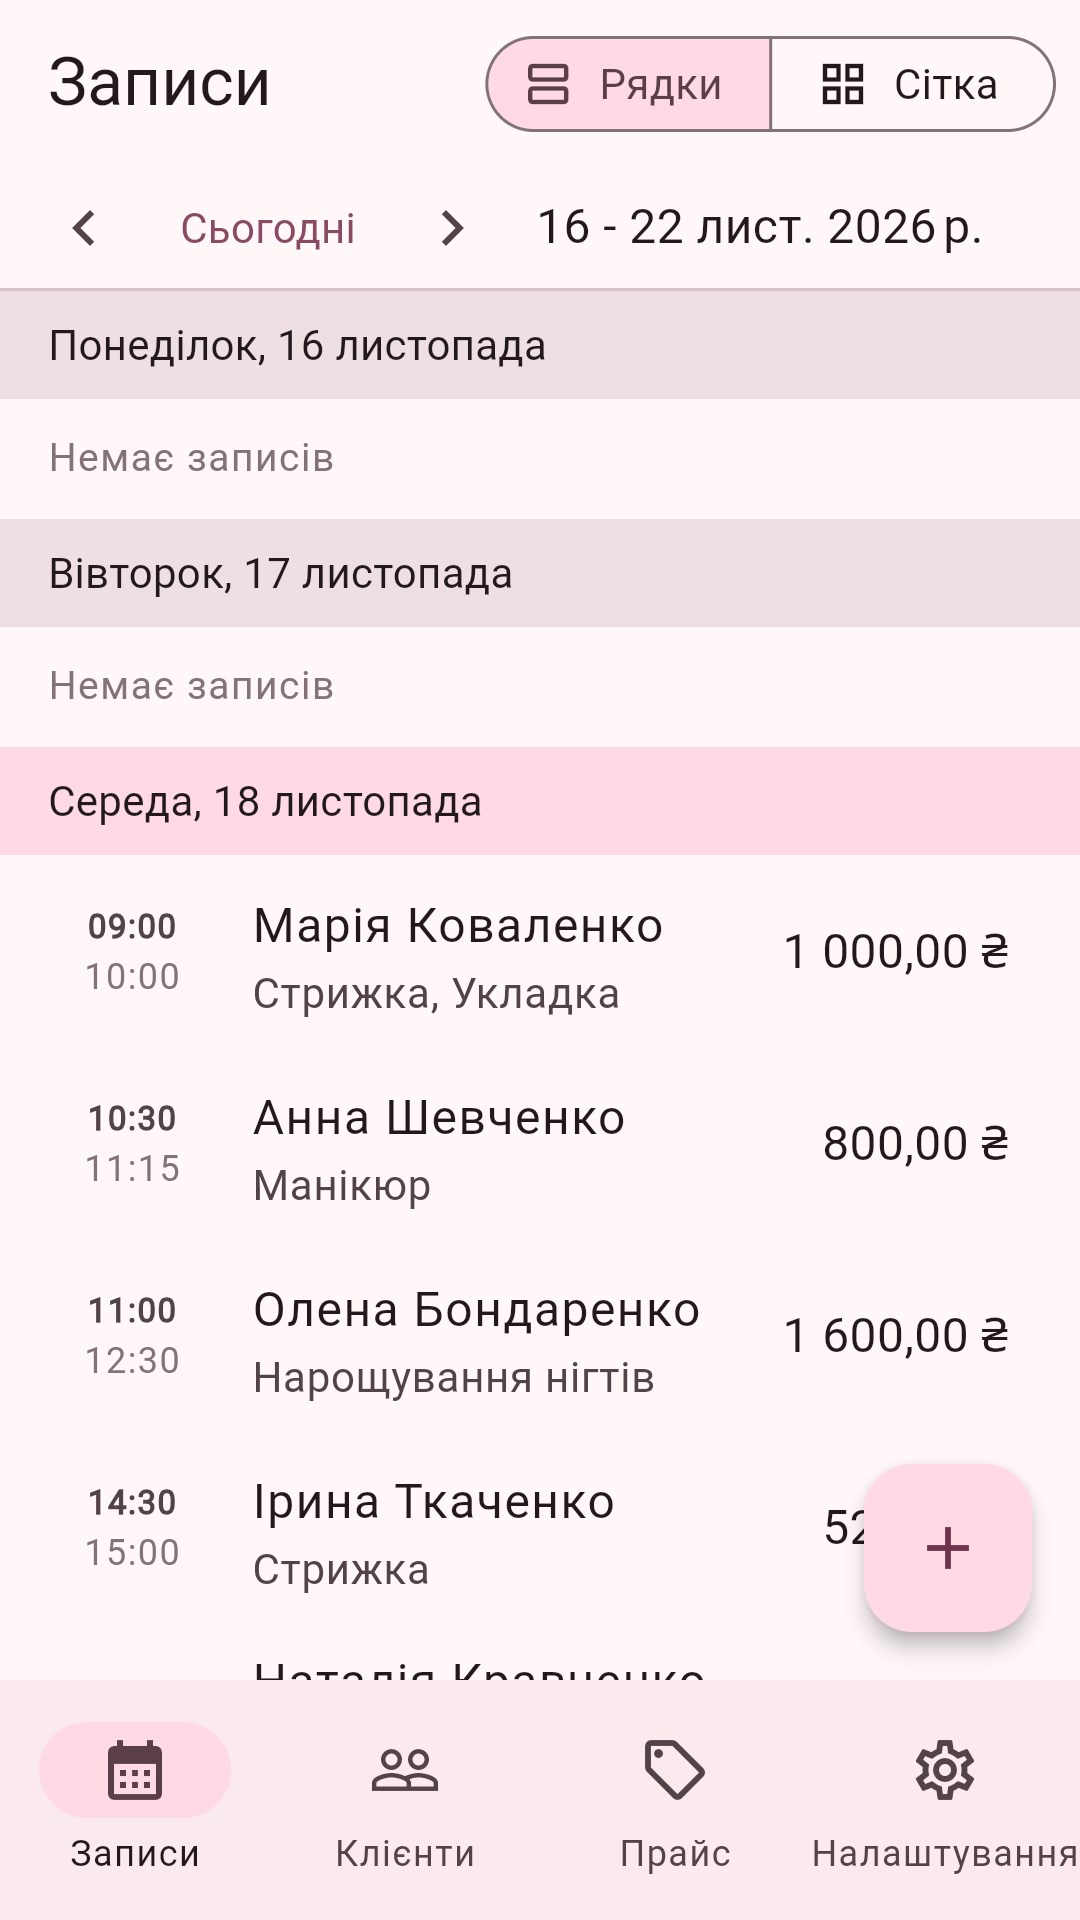 Записи
Рядки
Сітка
Сьогодні
16 - 22 лист. 2026 р.
Понеділок, 16 листопада
Немає записів
Вівторок, 17 листопада
Немає записів
Середа, 18 листопада
09:00
10:00
Марія Коваленко
Стрижка, Укладка
1 000,00 ₴
10:30
11:15
Анна Шевченко
Манікюр
800,00 ₴
11:00
12:30
Олена Бондаренко
Нарощування нігтів
1 600,00 ₴
14:30
15:00
Ірина Ткаченко
Стрижка
Наталія Кравченко
Записи
Клієнти
Прайс
Налаштування